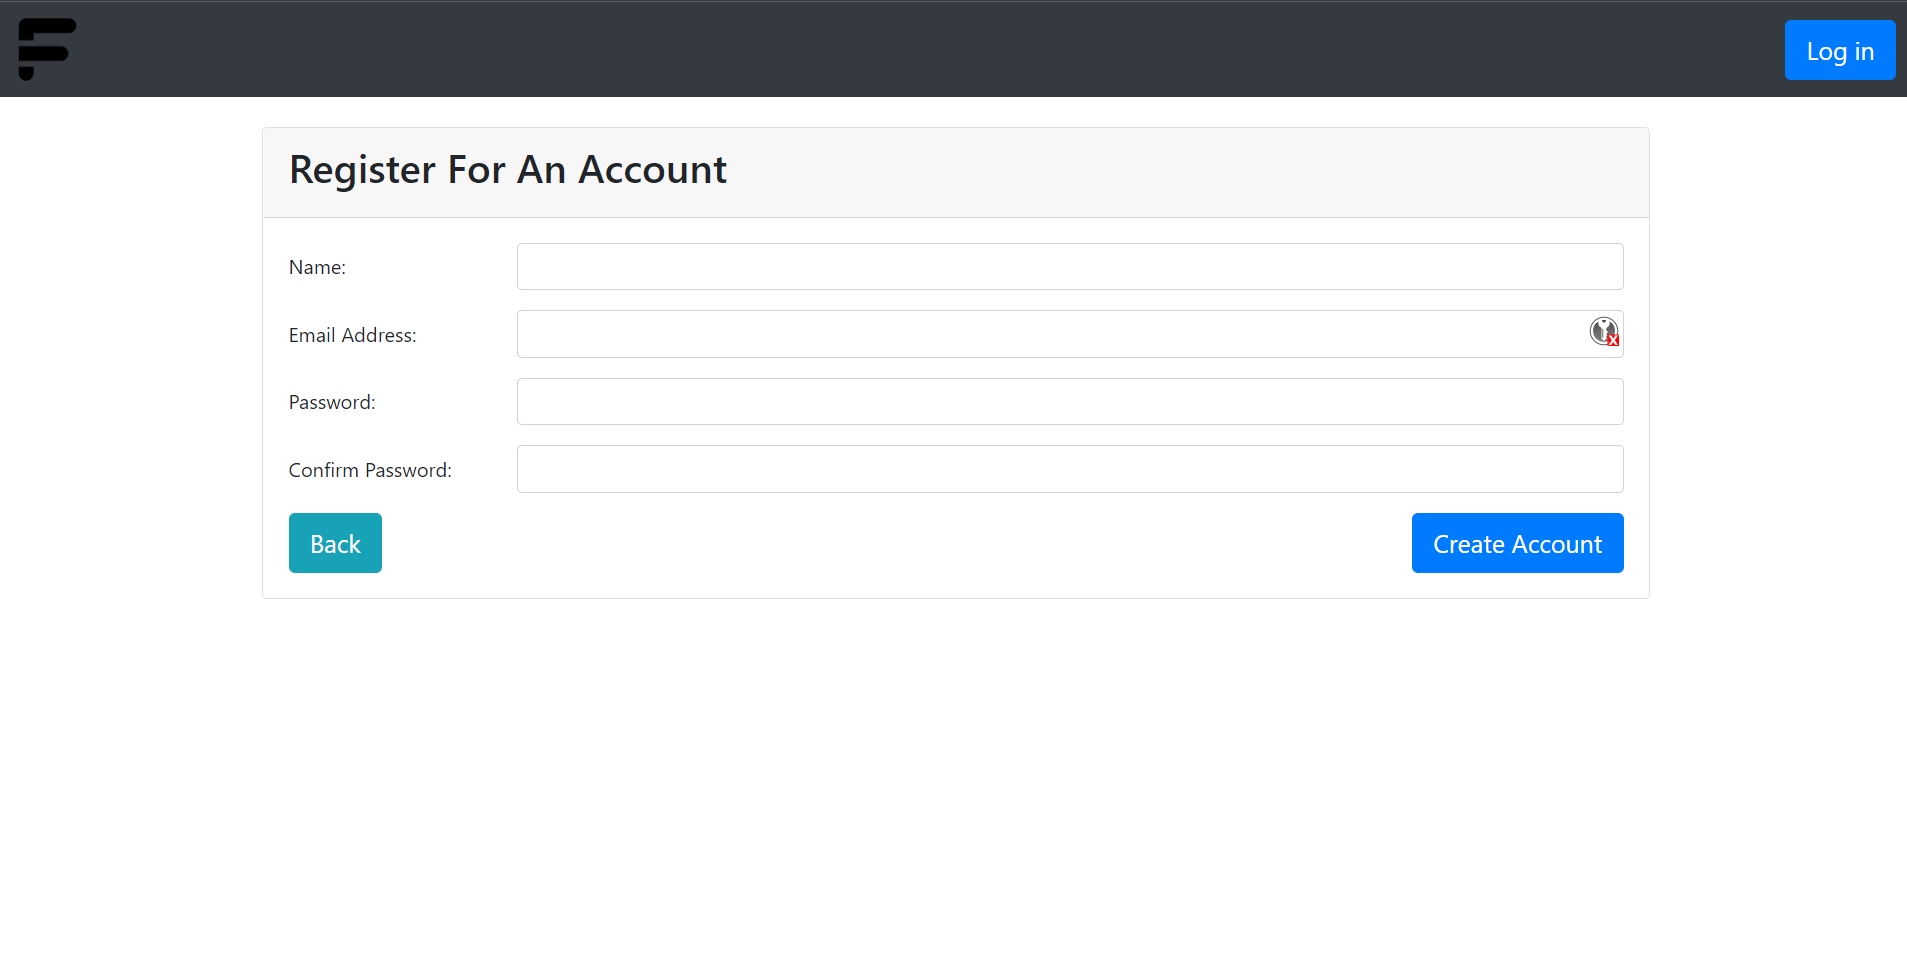 Log in
Register For An Account
Name:
Email Address:
Password:
Confirm Password:
Back
Create Account